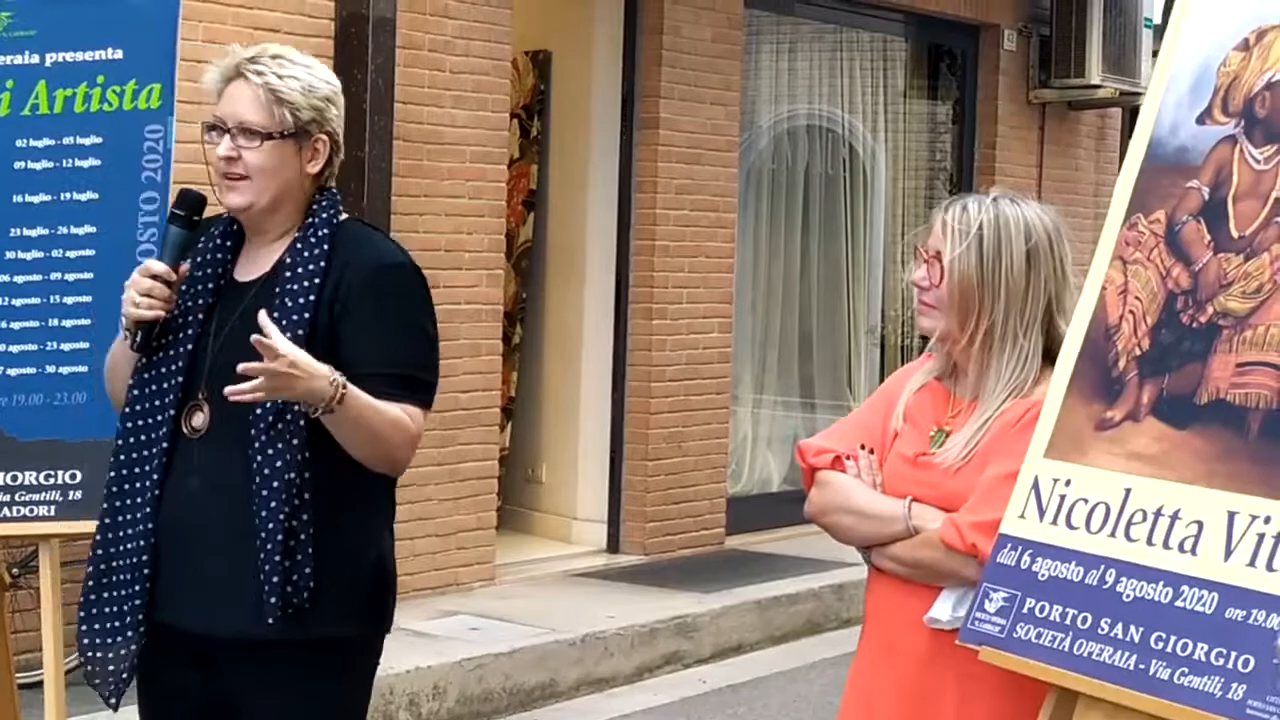 eraia presenta
i Artista
02 luglio - 05 luglio
09 luglio - 12 luglio
16 luglio - 19 luglio
23 luglio - 26 luglio
30 luglio - 02 agosto
06 agosto - 09 agosto
12 agosto - 15 agosto
16 agosto - 18 agosto
0 agosto - 23 agosto
7 agosto - 30 agosto
re 19.00 - 23.00
OSTO 2020
IORGIO
ia Gentili, 18
ADORI
Nicoletta Vit
dal 6 agosto al 9 agosto 2020 ore 19.00
PORTO SAN GIORGIO
SOCIETÀ OPERAIA - Via Gentili, 18